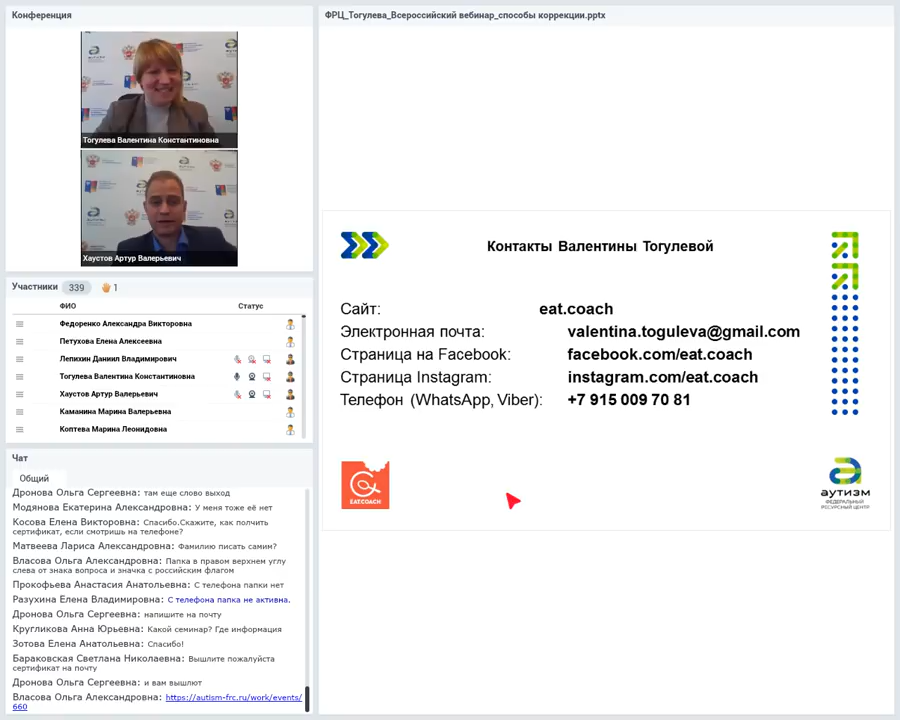 Конференция
Тогулева Валентина Константиновна
Хаустов Артур Валерьевич
Участники 339 1
ФИО Статус
Федоренко Александра Викторовна
Петухова Елена Алексеевна
Лепихин Даниил Владимирович
Тогулева Валентина Константиновна
Хаустов Артур Валерьевич
Каманина Марина Валерьевна
Коптева Марина Леонидовна
Чат
Общий
Дронова Ольга Сергеевна: там еще слово выход
Модянова Екатерина Александровна: У меня тоже её нет
Косова Елена Викторовна: Спасибо.Скажите, как полчить
сертификат, если смотришь на телефоне?
Матвеева Лариса Александровна: Фамилию писать самим?
Власова Ольга Александровна: Папка в правом верхнем углу
слева от знака вопроса и значка с российским флагом
Прокофьева Анастасия Анатольевна: С телефона папки нет
Разухина Елена Владимировна: С телефона папка не активна.
Дронова Ольга Сергеевна: напишите на почту
Кругликова Анна Юрьевна: Какой семинар? Где информация
Зотова Елена Анатольевна: Спасибо!
Бараковская Светлана Николаевна: Вышлите пожалуйста
сертификат на почту
Дронова Ольга Сергеевна: и вам вышлют
Власова Ольга Александровна: https://autism-frc.ru/work/events/
660
ФРЦ_Тогулева_Всероссийский вебинар_способы коррекции.pptx
Контакты Валентины Тогулевой
Сайт: eat.coach
Электронная почта: valentina.toguleva@gmail.com
Страница на Facebook: facebook.com/eat.coach
Страница Instagram: instagram.com/eat.coach
Телефон (WhatsApp, Viber): +7 915 009 70 81
EAT.COACH
аутизм
ФЕДЕРАЛЬНЫЙ
РЕСУРСНЫЙ ЦЕНТР